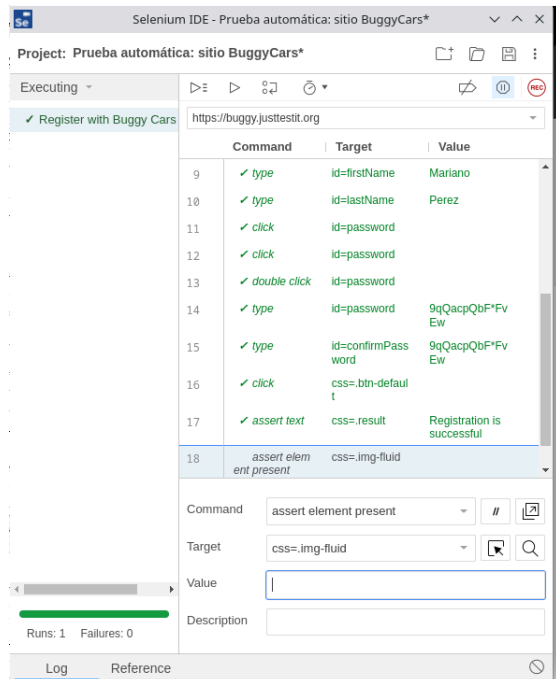 Se
Selenium IDE - Prueba automática: sitio BuggyCars*
Project: Prueba automática: sitio BuggyCars*
Executing
REC
✓ Register with Buggy Cars
https://buggy.justtestit.org
Command Target Value
9 ✓ type id=firstName Mariano
10 ✓ type id=lastName Perez
11 ✓ click id=password
12 ✓ click id=password
13 ✓ double click id=password
14 ✓ type id=password 9qQacpQbF*Fv
Ew
15 ✓ type id=confirmPass 9qQacpQbF*Fv
word Ew
16 ✓ click css=.btn-defaul
t
17 ✓ assert text css=.result Registration is
successful
18 assert elem css=.img-fluid
ent present
Command assert element present //
Target css=.img-fluid
Value
Description
Runs: 1 Failures: 0
Log Reference